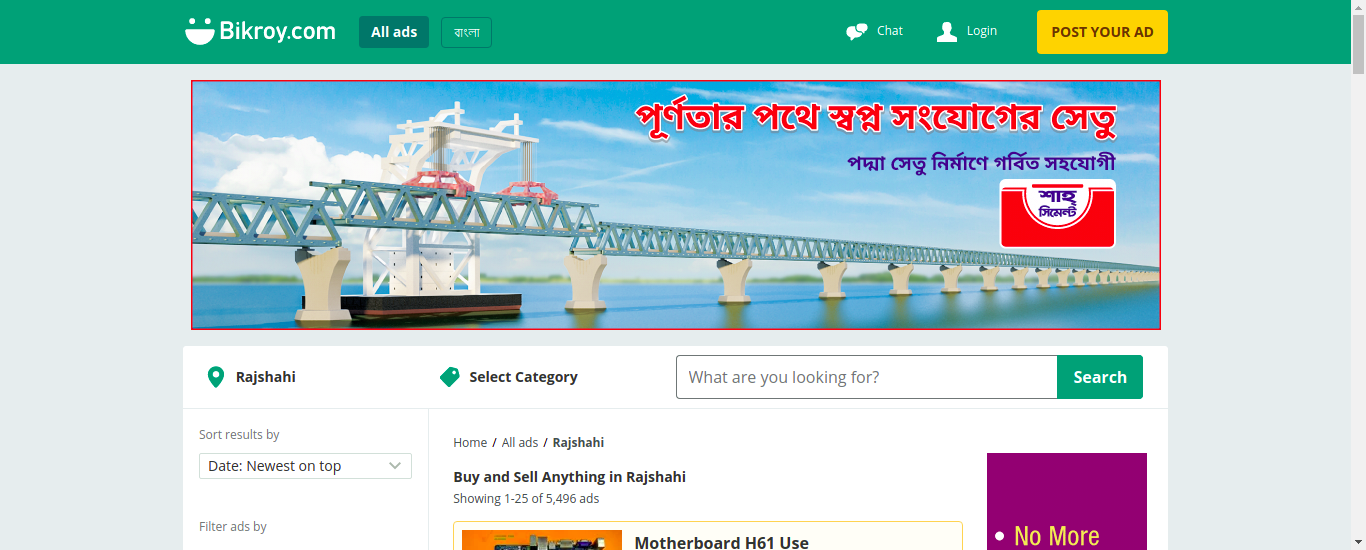 Bikroy.com
All ads
বাংলা
Chat
Login
POST YOUR AD
পূর্ণতার পথে স্বপ্ন সংযোগের সেতু
পদ্মা সেতু নির্মাণে গর্বিত সহযোগী
শাহ্
সিমেন্ট
Rajshahi
Select Category
What are you looking for?
Search
Sort results by
Date: Newest on top
Filter ads by
Home / All ads / Rajshahi
Buy and Sell Anything in Rajshahi
Showing 1-25 of 5,496 ads
Motherboard H61 Use
• No More